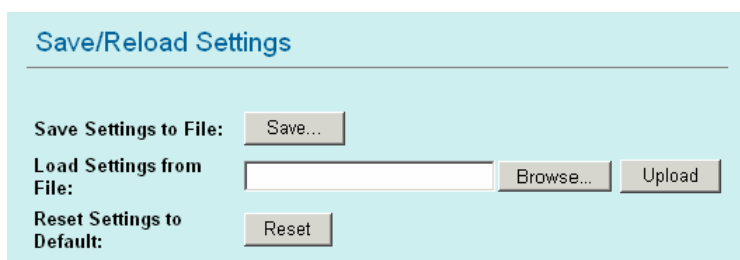 Save/Reload Settings
Save Settings to File: Save...
Load Settings from
File: Browse... Upload
Reset Settings to
Default: Reset